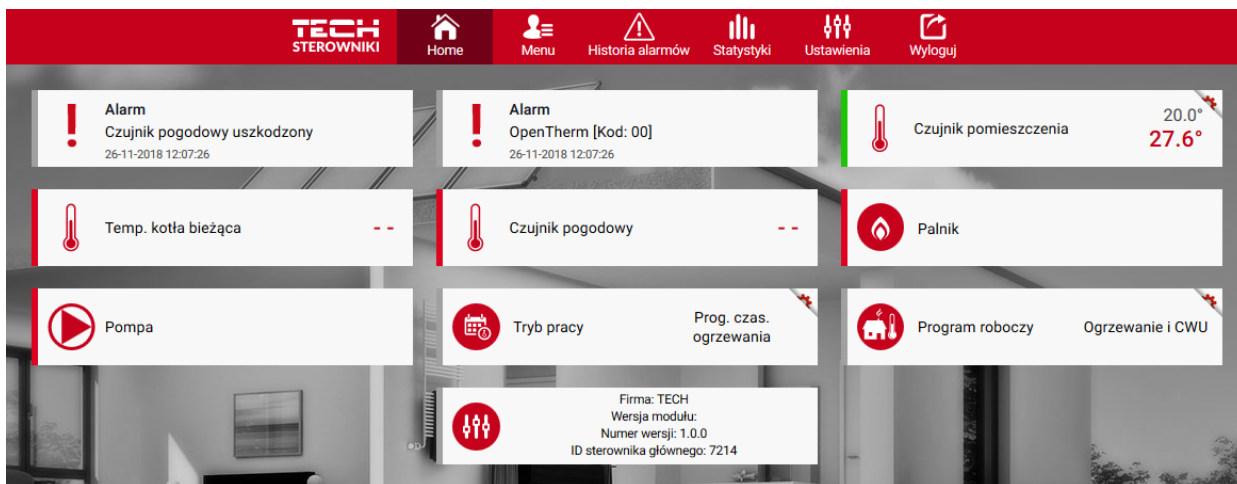 TECH
STEROWNIKI
Home
Menu
Historia alarmów
Statystyki
Ustawienia
Wyloguj
Alarm
Czujnik pogodowy uszkodzony
26-11-2018 12:07:26
Alarm
OpenTherm [Kod: 00]
26-11-2018 12:07:26
Czujnik pomieszczenia
20.0°
27.6°
Temp. kotła bieżąca
- -
Czujnik pogodowy
- -
Palnik
Pompa
Tryb pracy
Prog. czas.
ogrzewania
Program roboczy
Ogrzewanie i CWU
Firma: TECH
Wersja modułu:
Numer wersji: 1.0.0
ID sterownika głównego: 7214